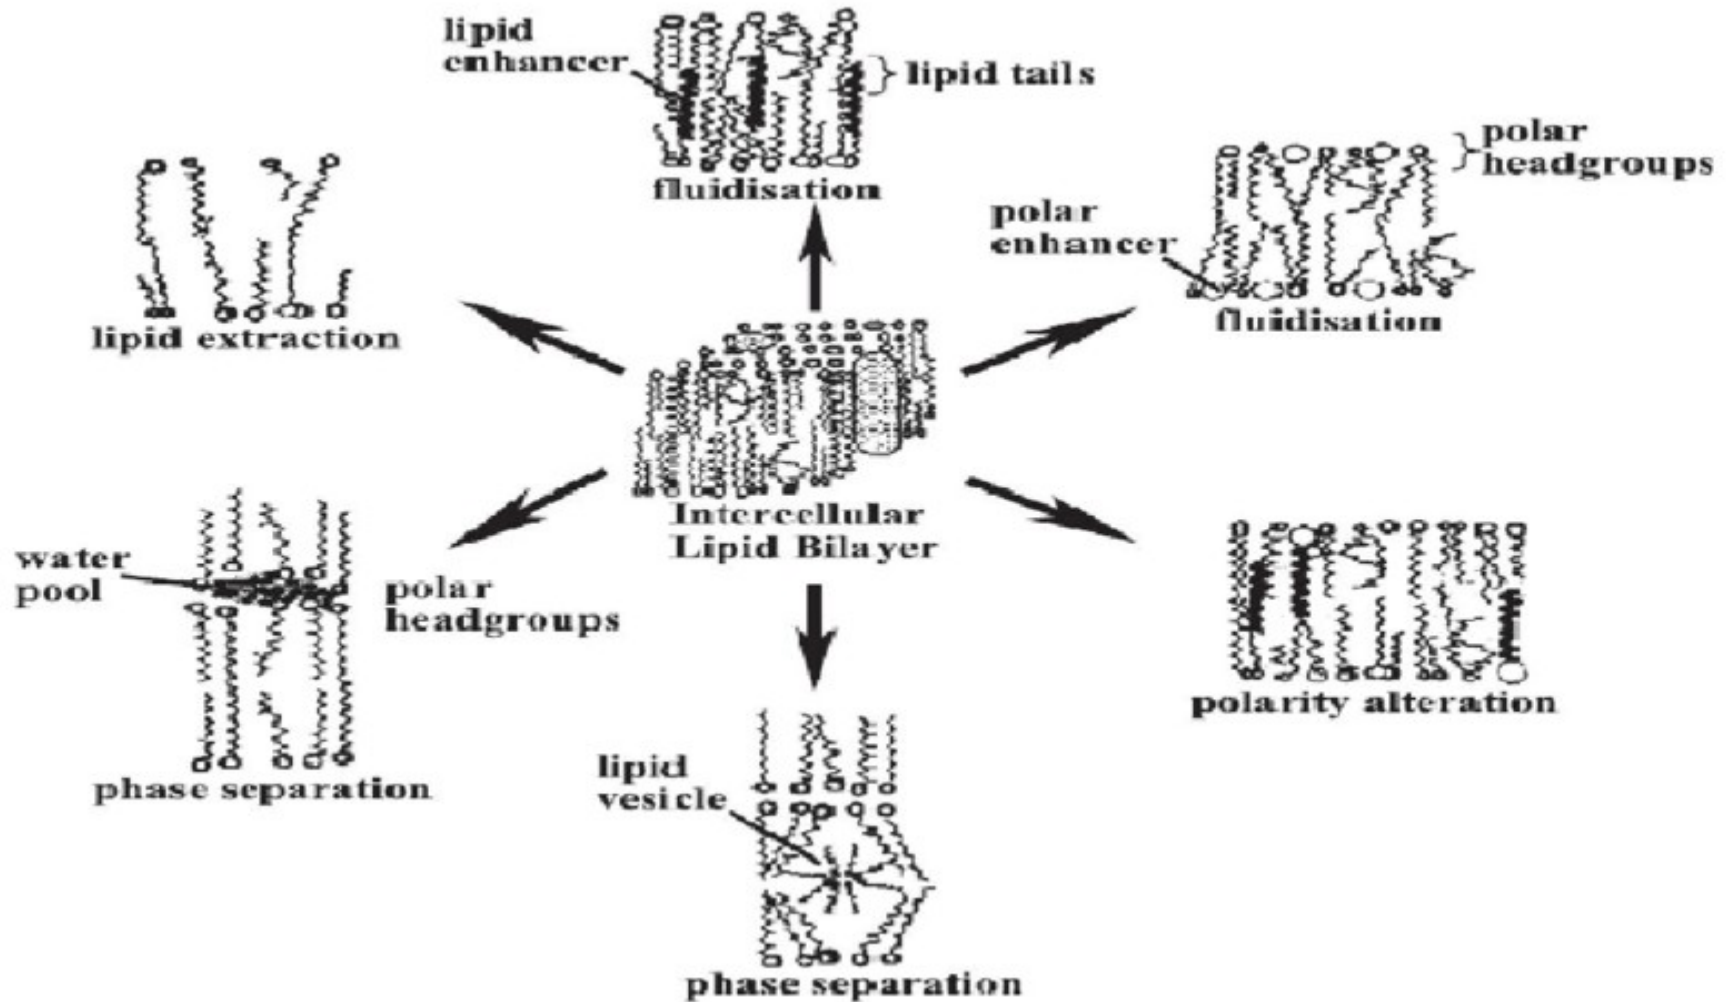 lipid
enhancer
lipid tails
fluidisation
polar
headgroups
polar
enhancer
fluidisation
lipid extraction
Intercellular
Lipid Bilayer
water
pool
polar
headgroups
phase separation
polarity alteration
lipid
vesicle
phase separation